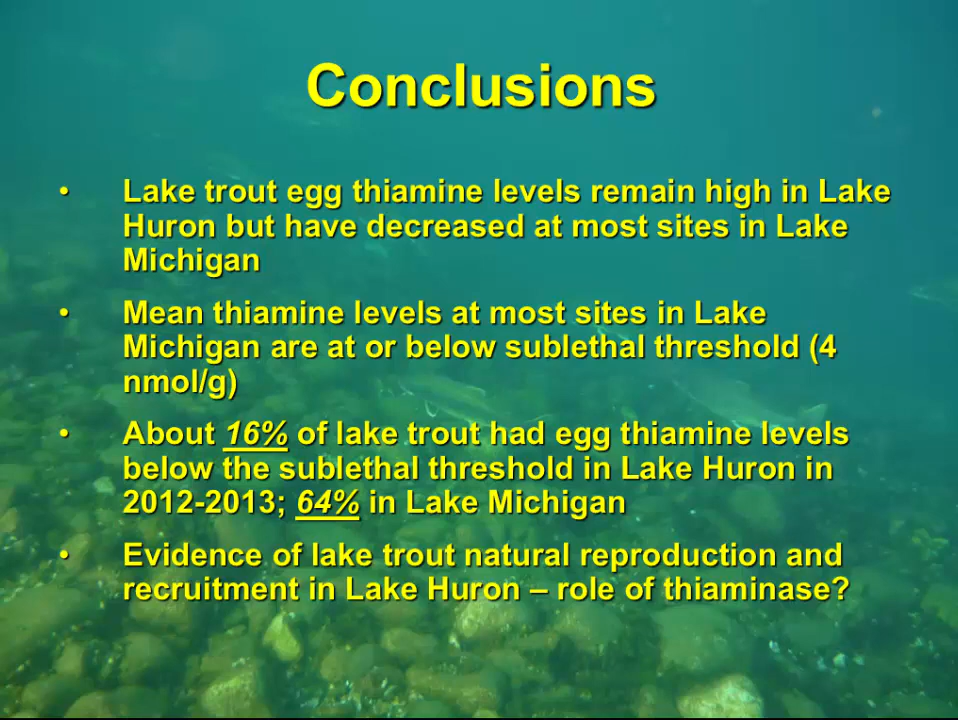 Conclusions
• Lake trout egg thiamine levels remain high in Lake
Huron but have decreased at most sites in Lake
Michigan
• Mean thiamine levels at most sites in Lake
Michigan are at or below sublethal threshold (4
nmol/g)
• About 16% of lake trout had egg thiamine levels
below the sublethal threshold in Lake Huron in
2012-2013; 64% in Lake Michigan
• Evidence of lake trout natural reproduction and
recruitment in Lake Huron – role of thiaminase?